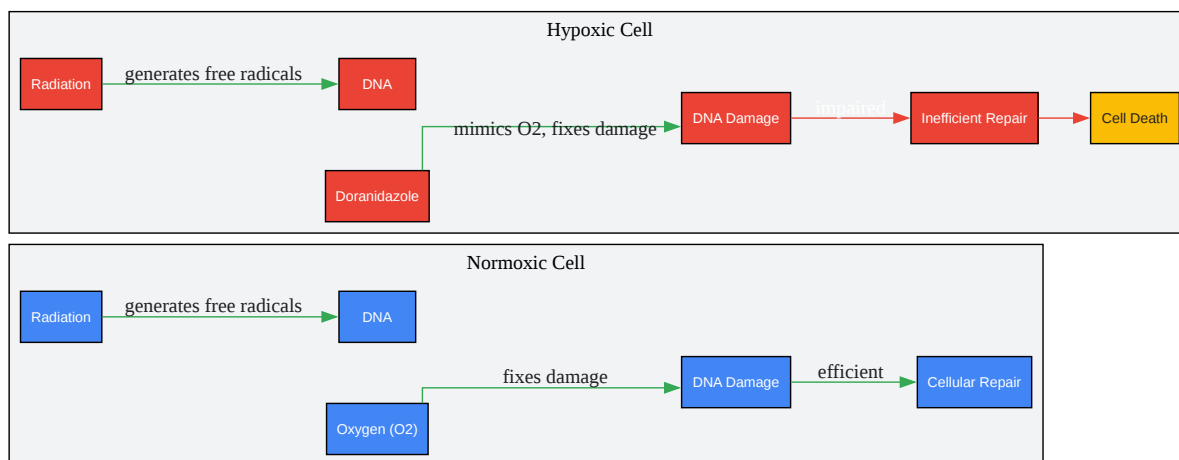 Hypoxic Cell
Radiation
generates free radicals
DNA
mimics O2, fixes damage
Doranidazole
DNA Damage
impaired
Inefficient Repair
Cell Death
Normoxic Cell
Radiation
generates free radicals
DNA
fixes damage
Oxygen (O2)
DNA Damage
efficient
Cellular Repair